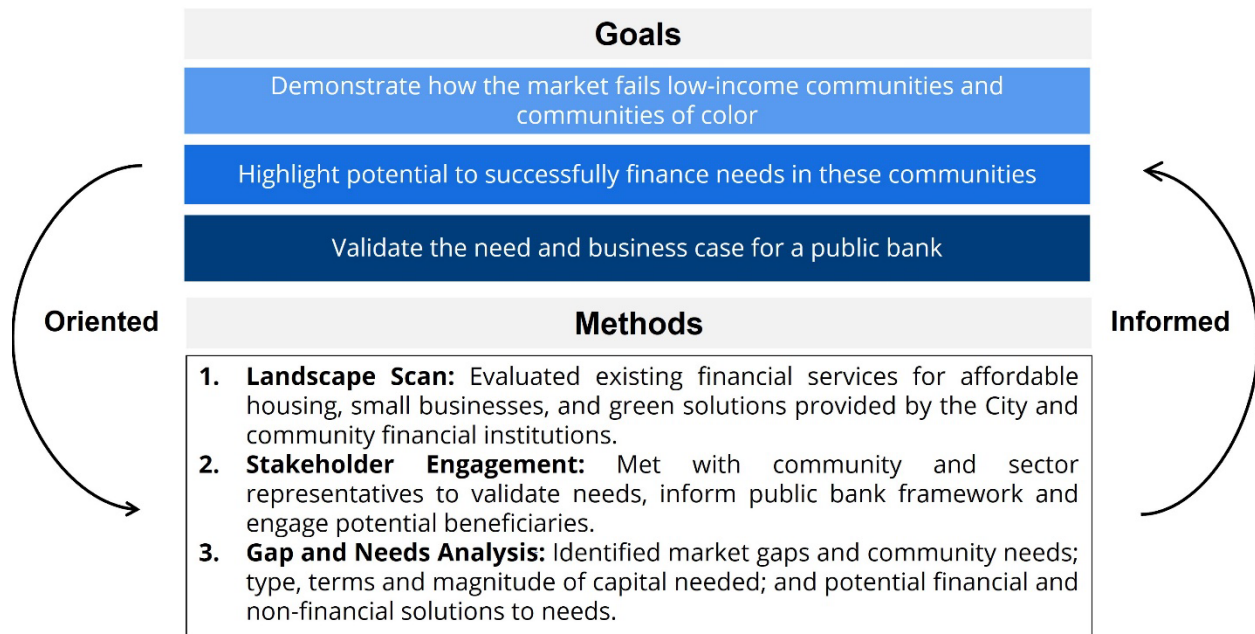 Goals
Demonstrate how the market fails low-income communities and
communities of color
Highlight potential to successfully finance needs in these communities
Validate the need and business case for a public bank
Oriented
Informed
Methods
1. Landscape Scan: Evaluated existing financial services for affordable
housing, small businesses, and green solutions provided by the City and
community financial institutions.
2. Stakeholder Engagement: Met with community and sector
representatives to validate needs, inform public bank framework and
engage potential beneficiaries.
3. Gap and Needs Analysis: Identified market gaps and community needs;
type, terms and magnitude of capital needed; and potential financial and
non-financial solutions to needs.